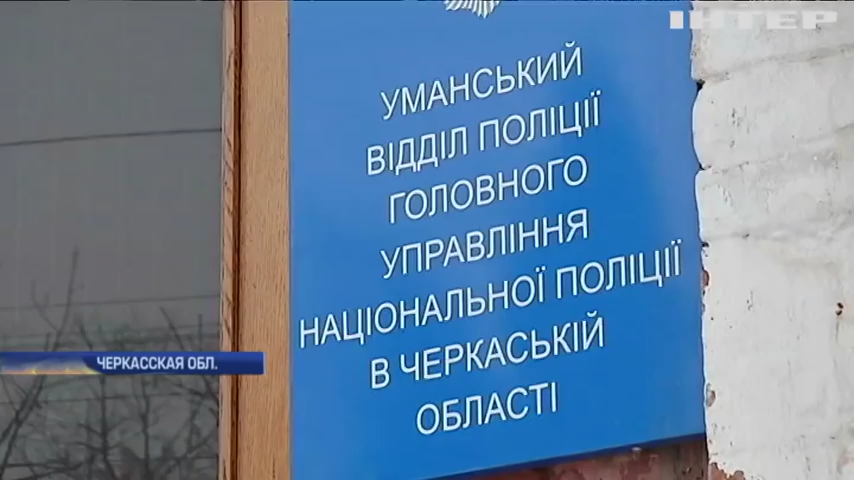 ІНТЕР
УМАНСЬКИЙ
ВІДДІЛ ПОЛІЦІЇ
ГОЛОВНОГО
УПРАВЛІННЯ
НАЦІОНАЛЬНОЇ ПОЛІЦІЇ
В ЧЕРКАСЬКІЙ
ОБЛАСТІ
ЧЕРКАССКАЯ ОБЛ.